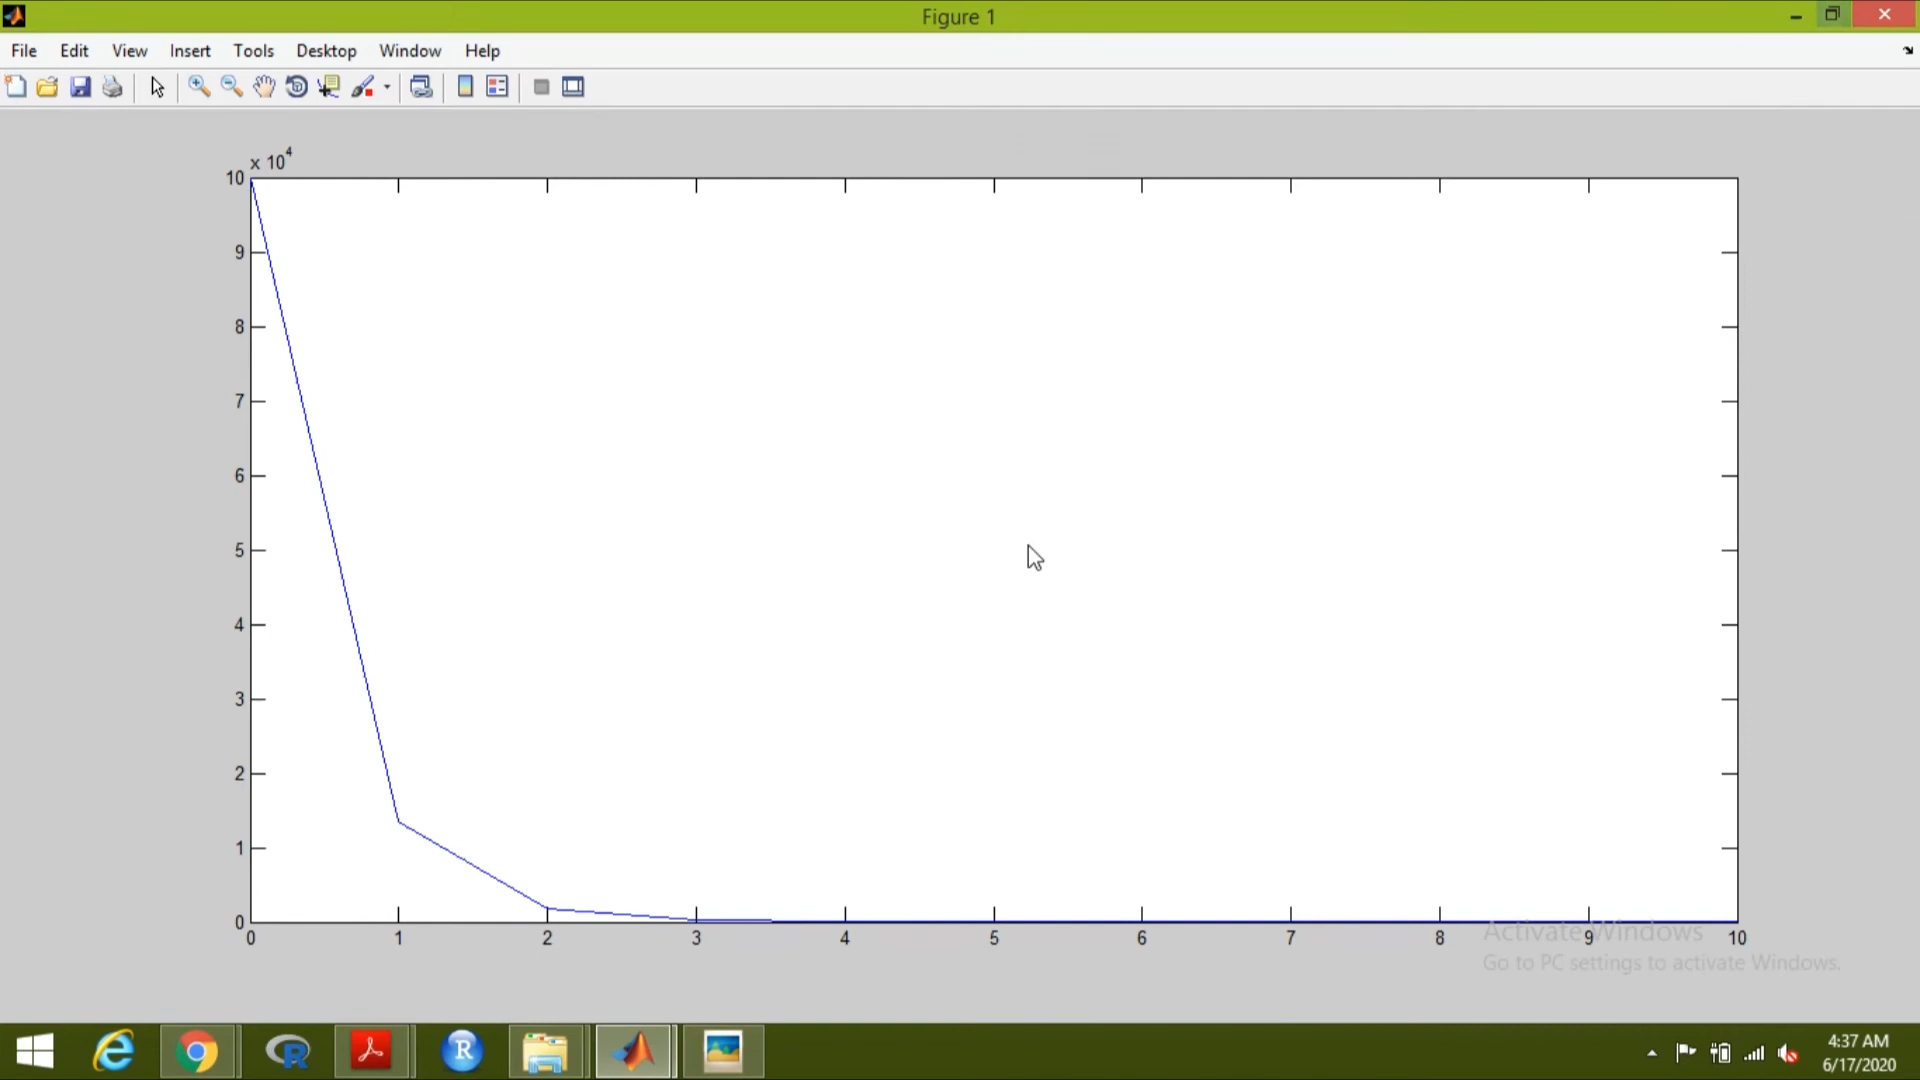 Figure 1
File Edit View Insert Tools Desktop Window Help
x 10^4
10
9
8
7
6
5
4
3
2
1
0
0 1 2 3 4 5 6 7 8 9 10
Activate Windows
Go to PC settings to activate Windows.
4:37 AM
6/17/2020